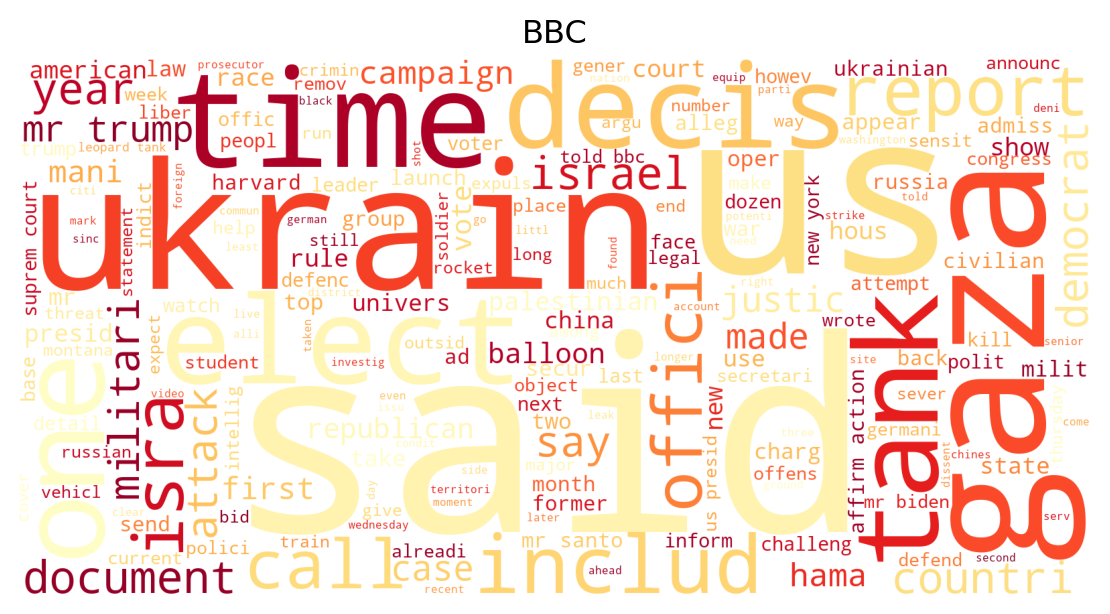 BBC
american
law
prosecutor
crimin
race
campaign
gener
court
nation
howev
ukrainian
announc
year
week
remov
black
time
decis
equip
parti
report
deni
liber
offic
number
mr trump
peopl
run
voter
argu
alleg
way
appear
admiss
trump
leopard tank
shot
told bbc
oper
washington
sensit
show
congress
mani
citi
foreign
harvard
leader
launch
expuls
israel
make
us
russia
told
democrat
suprem court
indict
ukrain
commun
group
vote
soldier
place
end
dozen
potenti
new york
strike
hous
gaza
mark
sinc
statement
help
german
still
go
littl
war
need
least
rule
rocket
long
found
face
legal
civilian
defenc
district
much
right
attempt
mr
threat
presid
montana
base
militari
watch
live
alli
top
univers
palestinian
offici
account
justic
wrote
tank
elect
taken
china
made
kill
senior
expect
student
investig
outsid
ad
balloon
secur
last
longer
use
secretari
site
back
polit
milit
one
isra
video
attack
said
even
issu
object
next
new
sever
state
detail
intellig
republican
condit
take
two
say
leak
major
three
charg
affirm action
germani
dissent
thursday
come
russian
vehicl
cover
clear
send
first
day
side
territori
moment
month
former
us presid
offens
mr biden
chines
serv
bid
give
wednesday
later
polici
train
alreadi
mr santo
inform
challeng
defend
second
document
current
call
case
recent
includ
ahead
hama
countri